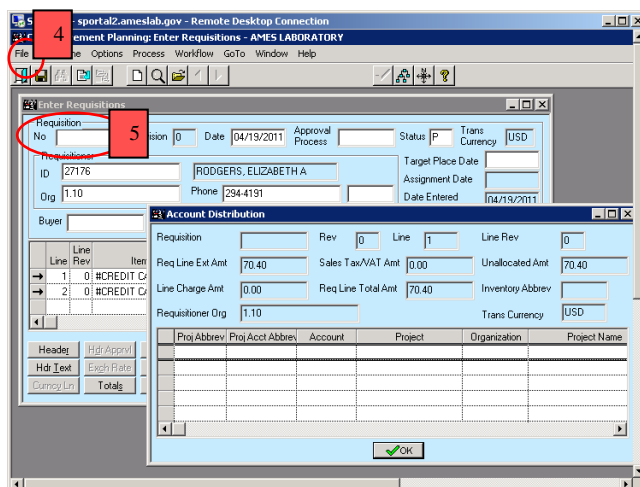 S sportal2.ameslab.gov - Remote Desktop Connection
4
ement Planning: Enter Requisitions - AMES LABORATORY
File ne Options Process Workflow GoTo Window Help
Enter Requisitions
Requisition
No 5 ision 0 Date 04/19/2011 Approval Process Status P Trans Currency USD
Requisitioner
ID 27176 RODGERS, ELIZABETH A
Org 1.10 Phone 294-4191
Target Place Date
Assignment Date
Date Entered 04/19/2011
Buyer
Line Line Rev Item
1 0 #CREDIT CA
2 0 #CREDIT CA
Header Hdr Apprvl
Hdr Text Exch Rate
Curncy Ln Totals
Account Distribution
Requisition Rev 0 Line 1 Line Rev 0
Req Line Ext Amt 70.40 Sales Tax/VAT Amt 0.00 Unallocated Amt 70.40
Line Charge Amt 0.00 Req Line Total Amt 70.40 Inventory Abbrev
Requisitioner Org 1.10 Trans Currency USD
Proj Abbrev Proj Acct Abbrev Account Project Organization Project Name
OK